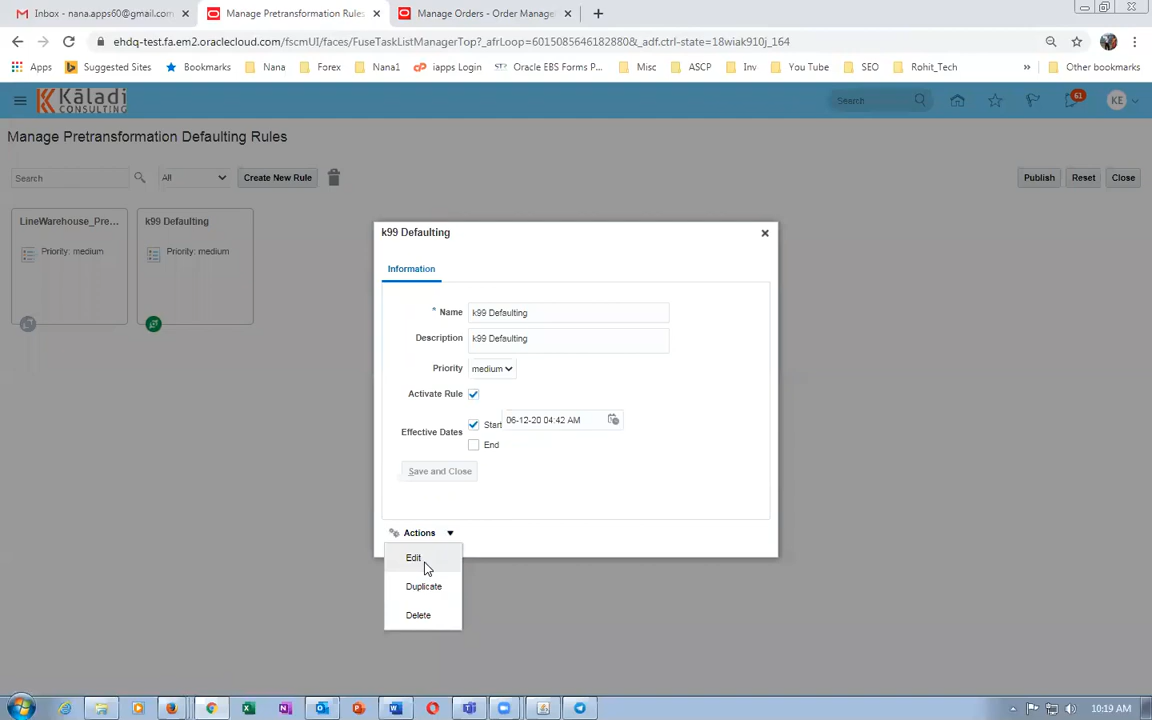 Inbox - nana.apps60@gmail.com
Manage Pretransformation Rules
Manage Orders - Order Manage
ehdq-test.fa.em2.oraclecloud.com/fscmUI/faces/FuseTaskListManagerTop?_afrLoop=6015085646182880&_adf.ctrl-state=18wiak910j_164
Apps
Suggested Sites
Bookmarks
Nana
Forex
Nana1
iapps Login
Oracle EBS Forms P...
Misc
ASCP
Inv
You Tube
SEO
Rohit_Tech
»
Other bookmarks
Kāladi
CONSULTING
Search
61
KE
Manage Pretransformation Defaulting Rules
Search
All
Create New Rule
Publish
Reset
Close
LineWarehouse_Pre...
Priority: medium
k99 Defaulting
Priority: medium
k99 Defaulting
Information
* Name
k99 Defaulting
Description
k99 Defaulting
Priority
medium
Activate Rule
Effective Dates
Start
06-12-20 04:42 AM
End
Save and Close
Actions
Edit
Duplicate
Delete
10:19 AM